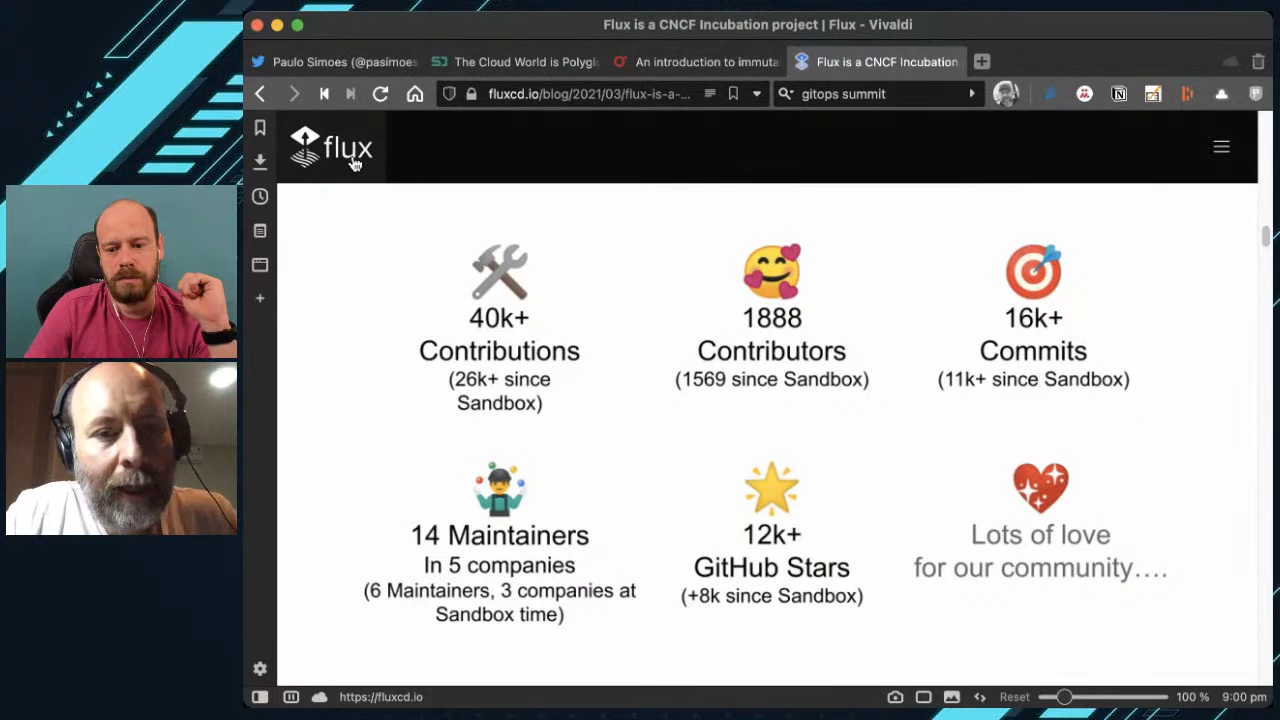 Flux is a CNCF Incubation project | Flux - Vivaldi
Paulo Simoes (@pasimoes
The Cloud World is Polyglo
An introduction to immuta
Flux is a CNCF Incubation
fluxcd.io/blog/2021/03/flux-is-a-...
gitops summit
flux
40k+
Contributions
(26k+ since
Sandbox)
1888
Contributors
(1569 since Sandbox)
16k+
Commits
(11k+ since Sandbox)
14 Maintainers
In 5 companies
(6 Maintainers, 3 companies at
Sandbox time)
12k+
GitHub Stars
(+8k since Sandbox)
Lots of love
for our community….
https://fluxcd.io
Reset
100 %
9:00 pm